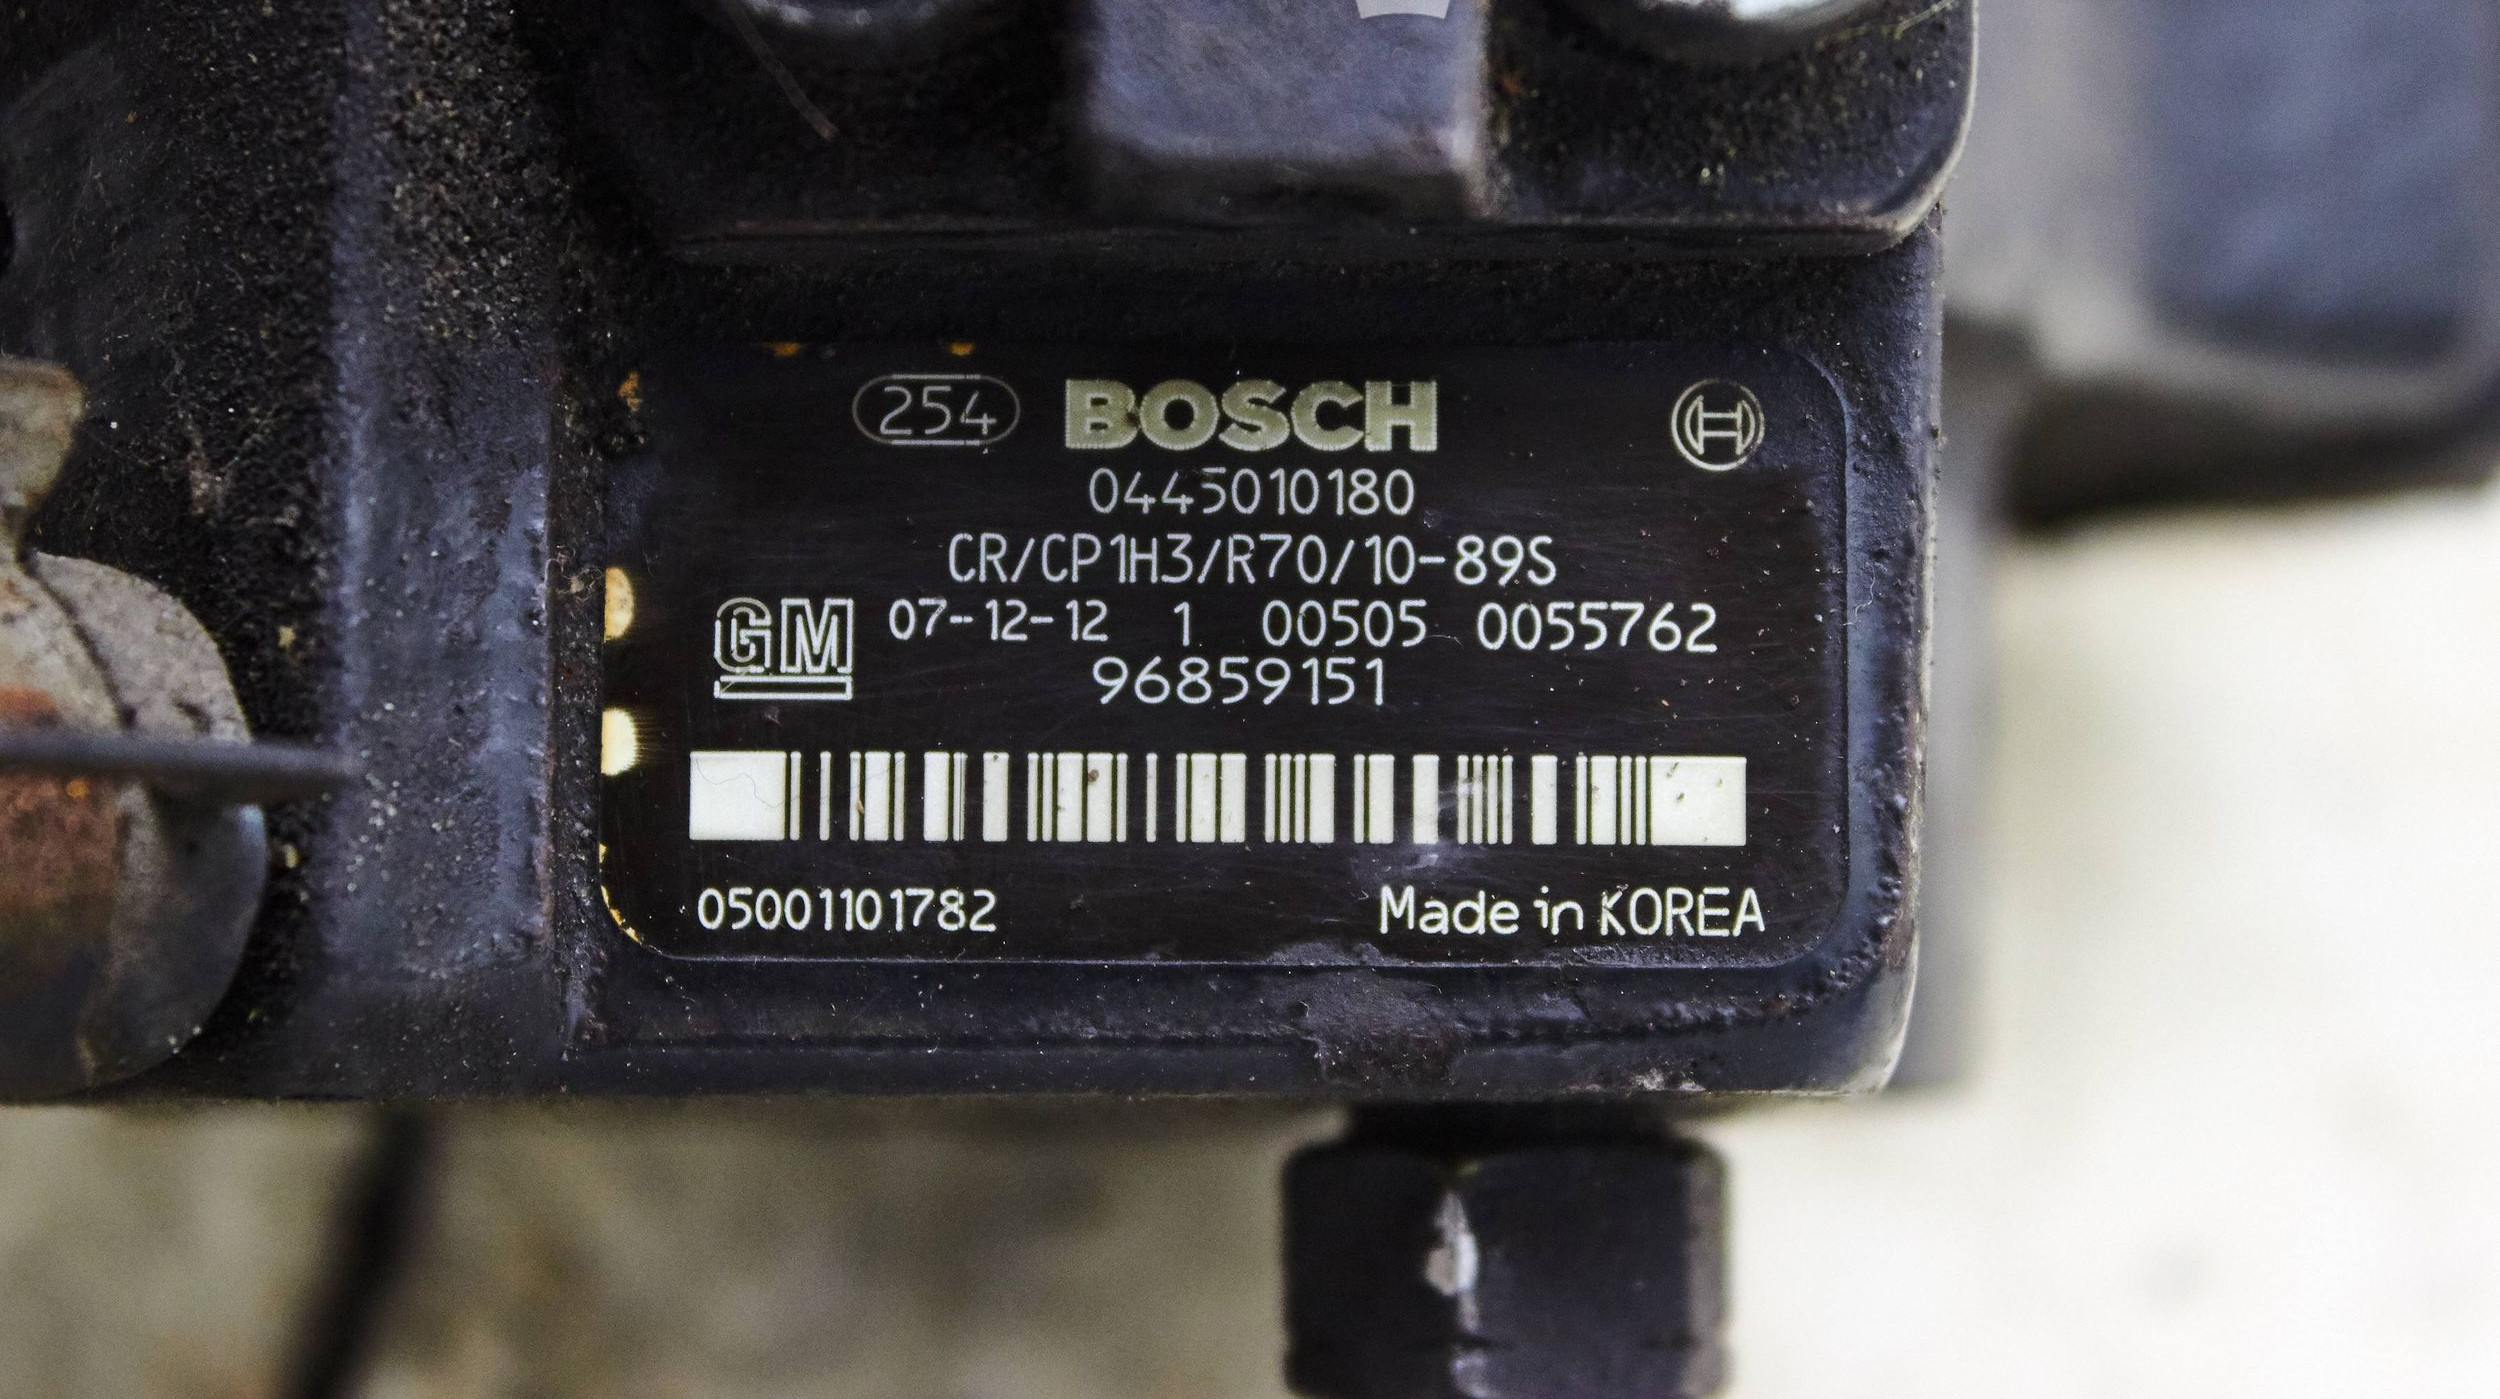 254 BOSCH
0445010180
CR/CP1H3/R70/10-89S
GM 07-12-12 1 00505 0055762
96859151
05001101782 Made in KOREA